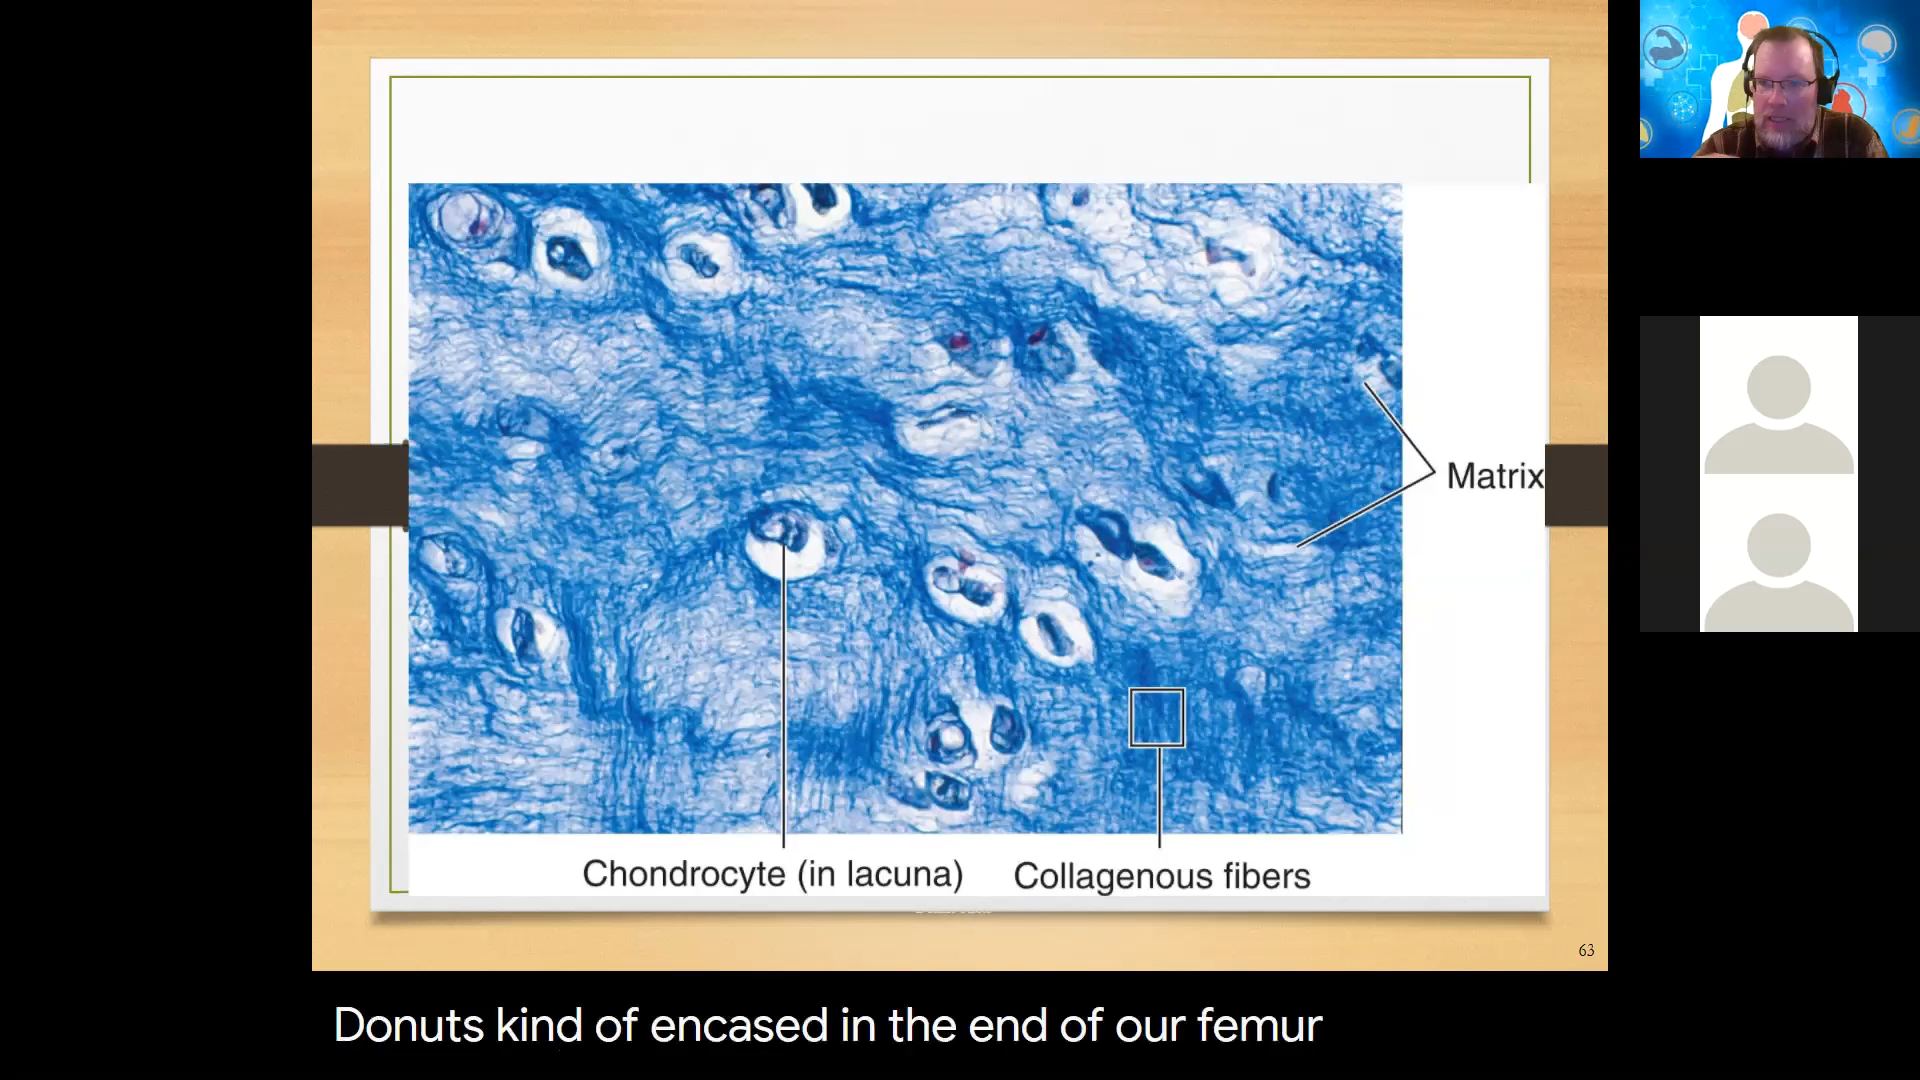 Matrix
Chondrocyte (in lacuna)
Collagenous fibers
63
Donuts kind of encased in the end of our femur